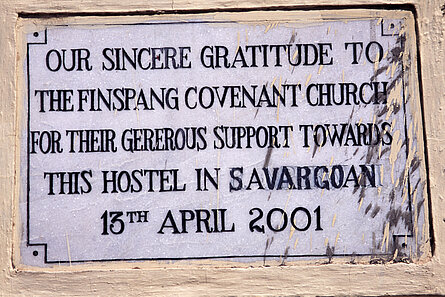 OUR SINCERE GRATITUDE TO
THE FINSPANG COVENANT CHURCH
FOR THEIR GEREROUS SUPPORT TOWARDS
THIS HOSTEL IN SAVARGOAN
13TH APRIL 2001